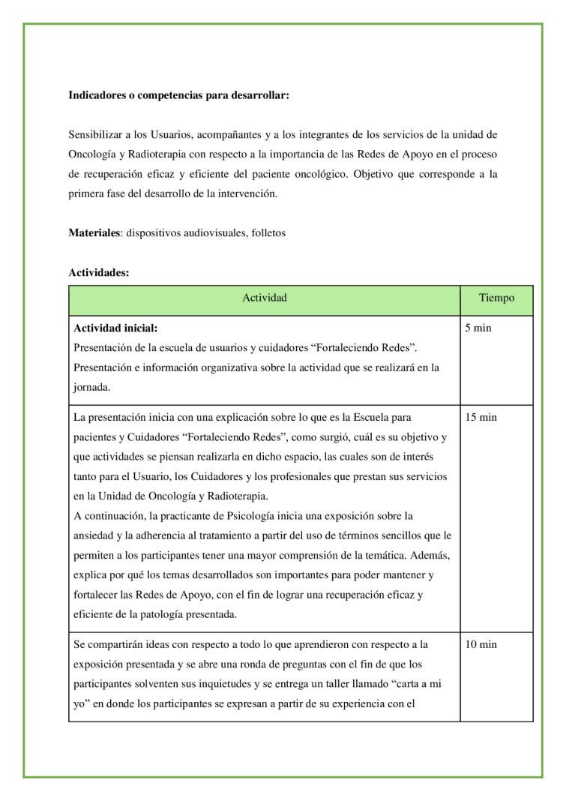 Indicadores o competencias para desarrollar:
Sensibilizar a los Usuarios, acompañantes y a los integrantes de los servicios de la unidad de
Oncología y Radioterapia con respecto a la importancia de las Redes de Apoyo en el proceso
de recuperación eficaz y eficiente del paciente oncológico. Objetivo que corresponde a la
primera fase del desarrollo de la intervención.
Materiales: dispositivos audiovisuales, folletos
Actividades:
Actividad Tiempo
Actividad inicial: 5 min
Presentación de la escuela de usuarios y cuidadores “Fortaleciendo Redes”.
Presentación e información organizativa sobre la actividad que se realizará en la
jornada.
La presentación inicia con una explicación sobre lo que es la Escuela para 15 min
pacientes y Cuidadores “Fortaleciendo Redes”, como surgió, cuál es su objetivo y
que actividades se piensan realizarla en dicho espacio, las cuales son de interés
tanto para el Usuario, los Cuidadores y los profesionales que prestan sus servicios
en la Unidad de Oncología y Radioterapia.
A continuación, la practicante de Psicología inicia una exposición sobre la
ansiedad y la adherencia al tratamiento a partir del uso de términos sencillos que le
permiten a los participantes tener una mayor comprensión de la temática. Además,
explica por qué los temas desarrollados son importantes para poder mantener y
fortalecer las Redes de Apoyo, con el fin de lograr una recuperación eficaz y
eficiente de la patología presentada.
Se compartirán ideas con respecto a todo lo que aprendieron con respecto a la 10 min
exposición presentada y se abre una ronda de preguntas con el fin de que los
participantes solventen sus inquietudes y se entrega un taller llamado “carta a mi
yo” en donde los participantes se expresan a partir de su experiencia con el